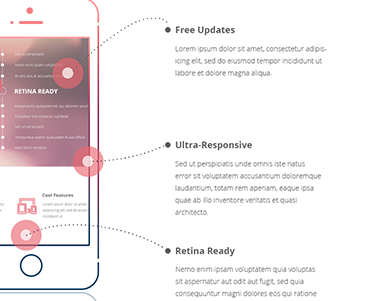 Free Updates
Lorem ipsum dolor sit amet, consectetur adipis-
icing elit, sed do eiusmod tempor incididunt ut
labore et dolore magna aliqua.
RETINA READY
Ultra-Responsive
Sed ut perspiciatis unde omnis iste natus
error sit voluptatem accusantium doloremque
laudantium, totam rem aperiam, eaque ipsa
quae ab illo inventore veritatis et quasi
architecto.
Cool Features
Retina Ready
Nemo enim ipsam voluptatem quia voluptas
sit aspernatur aut odit aut fugit, sed quia
consequuntur magni dolores eos qui ratione